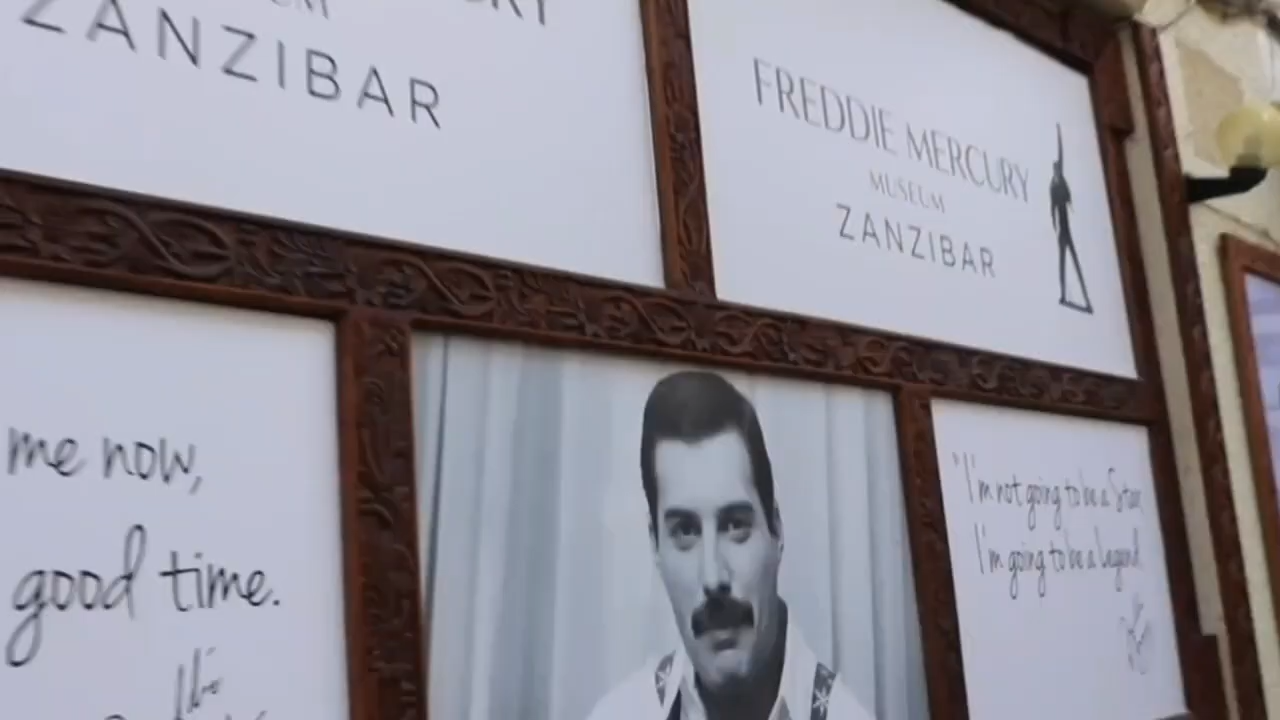 ZANZIBAR
FREDDIE MERCURY
MUSEUM
ZANZIBAR
me now,
good time.
"I'm not going to be a Star
I'm going to be a legend